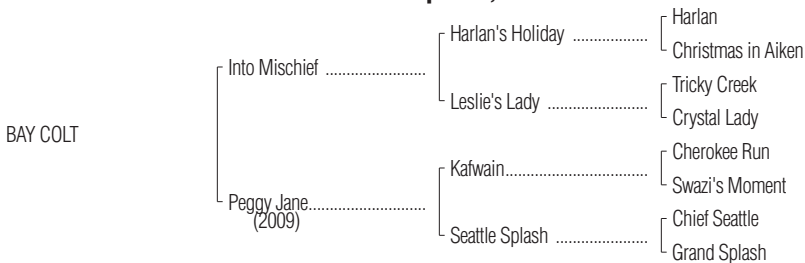 Harlan
Harlan's Holiday ..................
Christmas in Aiken
Into Mischief ........................
Tricky Creek
Leslie's Lady ........................
Crystal Lady
BAY COLT
Cherokee Run
Kafwain..................................
Swazi's Moment
Peggy Jane............................
(2009)
Chief Seattle
Seattle Splash ......................
Grand Splash